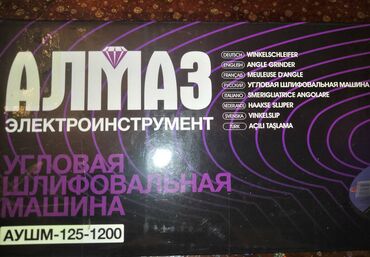 АЛМАЗ
ЭЛЕКТРОИНСТРУМЕНТ
УГЛОВАЯ
ШЛИФОВАЛЬНАЯ
МАШИНА
АУШМ-125-1200
DEUTSCH WINKELSCHLEIFER
ENGLISH ANGLE GRINDER
FRANÇAIS MEULEUSE D'ANGLE
РУССКИЙ УГЛОВАЯ ШЛИФОВАЛЬНАЯ МАШИНА
ITALIANO SMERIGLIATRICE ANGOLARE
NEDERLANDS HAAKSE SLIJPER
SVENSKA VINKELSLIP
TÜRK AÇILI TAŞLAMA